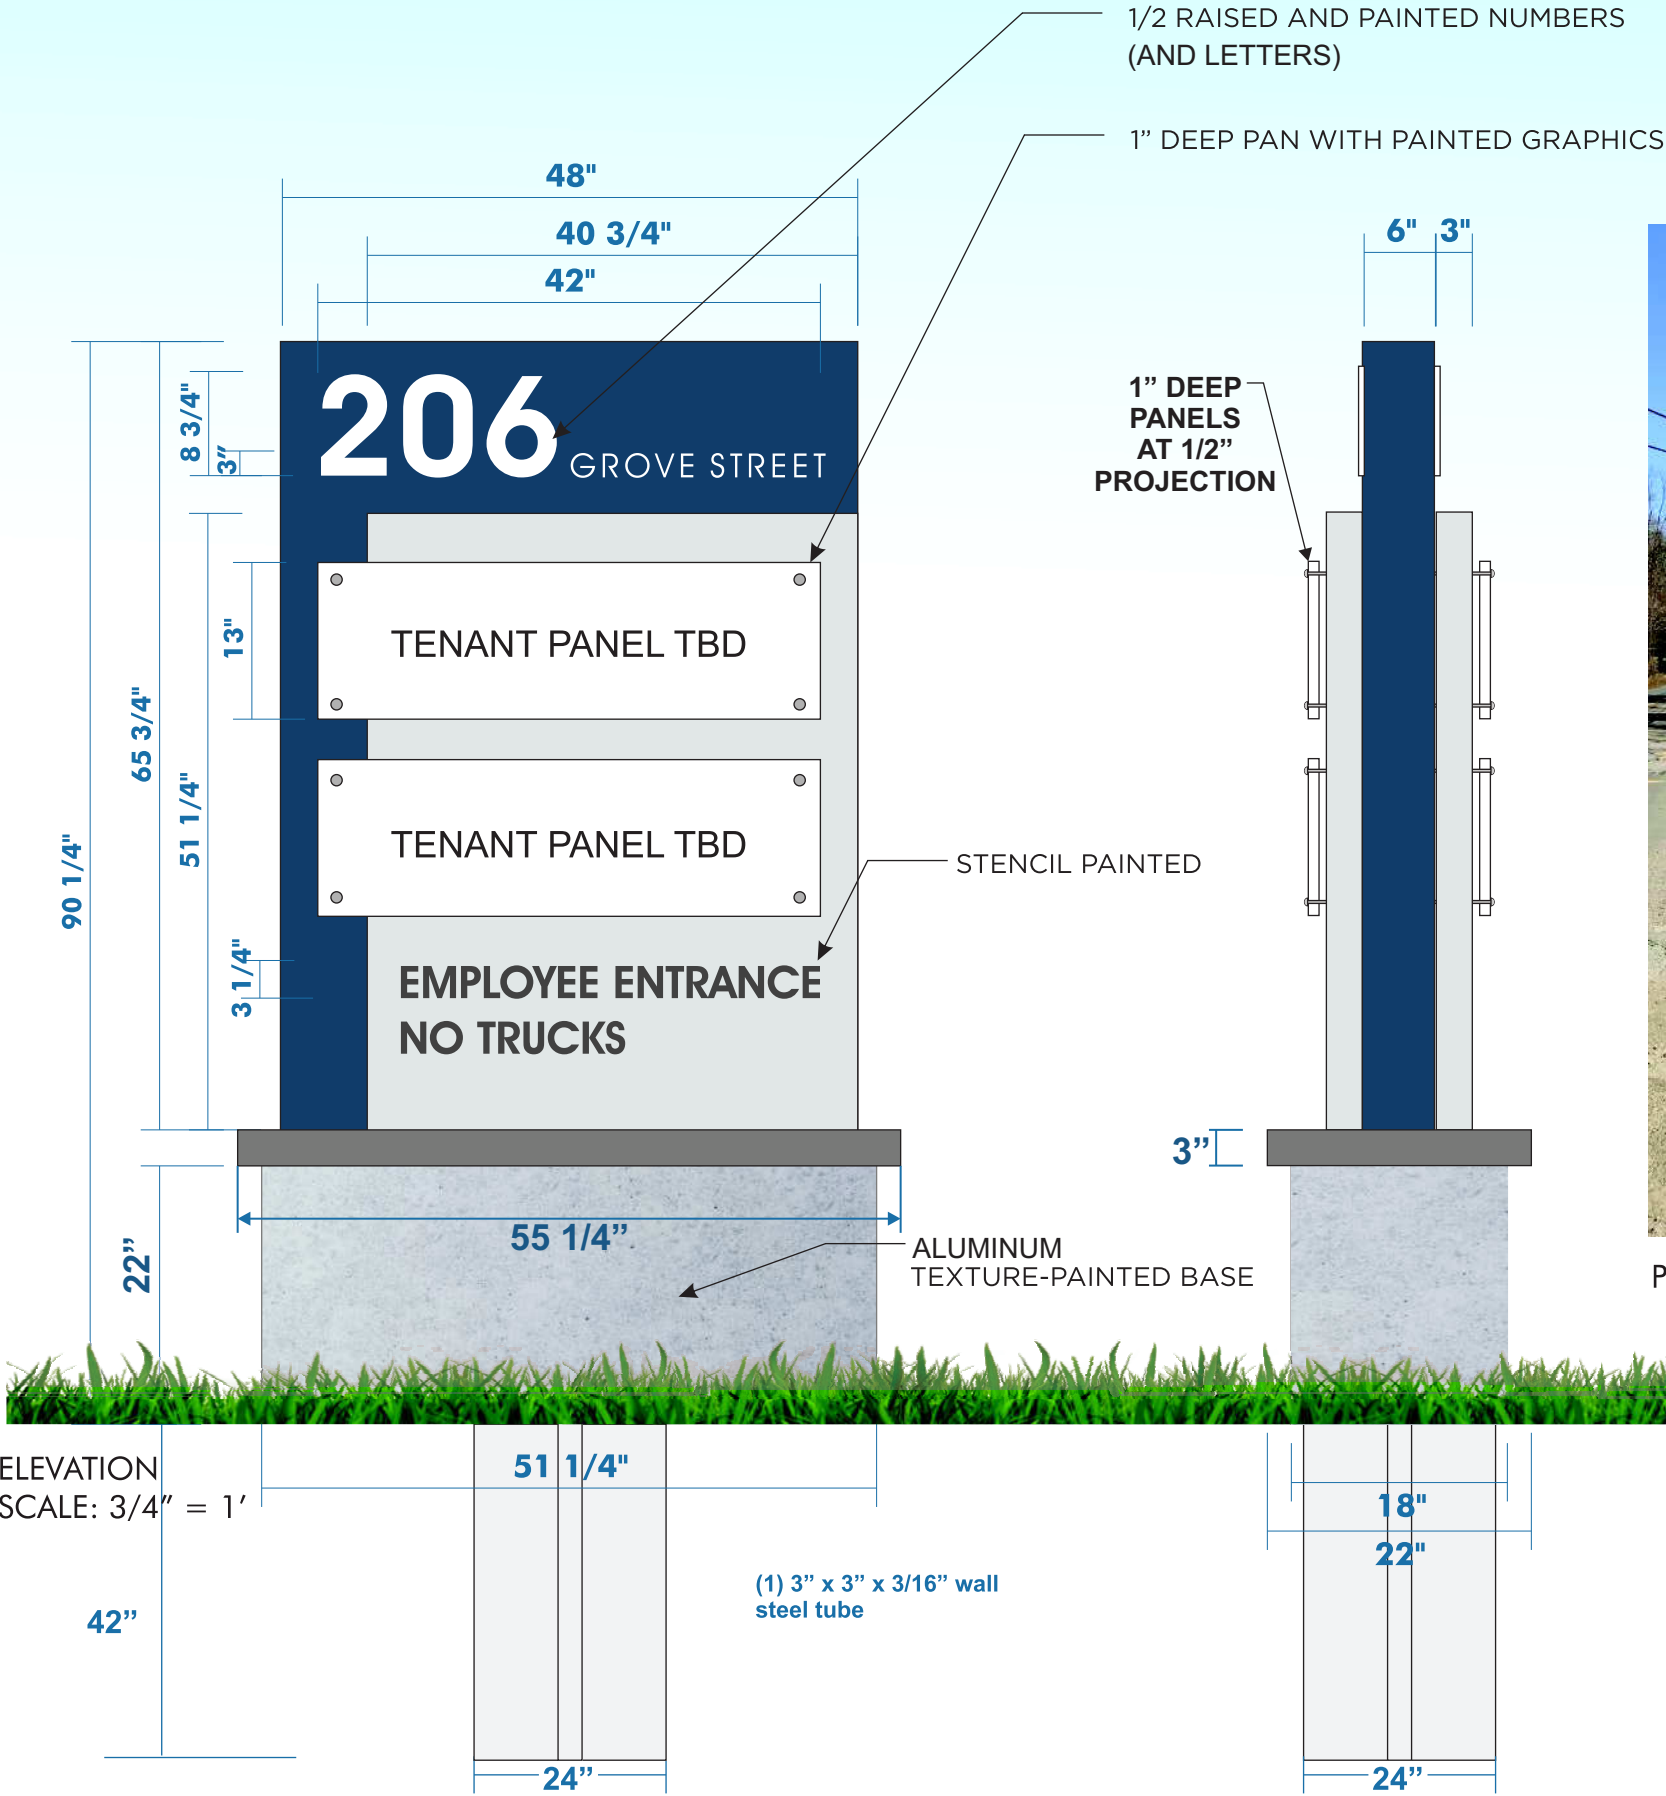 1/2 RAISED AND PAINTED NUMBERS
(AND LETTERS)
1” DEEP PAN WITH PAINTED GRAPHICS
48"
40 3/4"
42"
6" 3"
8 3/4"
3”
206 GROVE STREET
1” DEEP
PANELS
AT 1/2”
PROJECTION
13"
TENANT PANEL TBD
65 3/4"
51 1/4"
90 1/4"
TENANT PANEL TBD
STENCIL PAINTED
3 1/4"
EMPLOYEE ENTRANCE
NO TRUCKS
3”
55 1/4”
22”
ALUMINUM
TEXTURE-PAINTED BASE
P
ELEVATION
SCALE: 3/4” = 1’
51 1/4"
18"
22"
(1) 3” x 3” x 3/16” wall
steel tube
42”
24”
24”